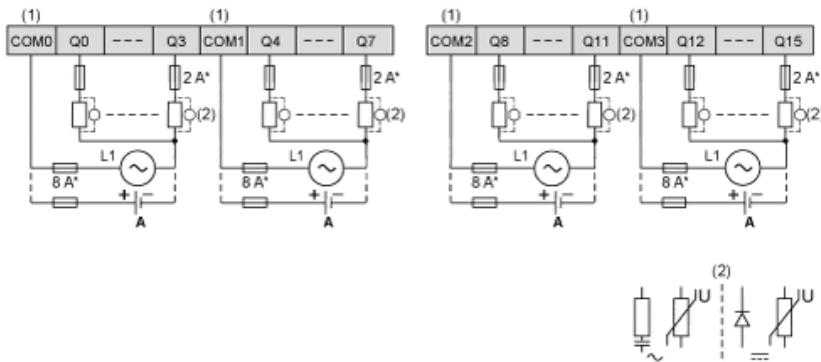 (1) (1) (1) (1)
COM0 Q0 --- Q3 COM1 Q4 --- Q7 COM2 Q8 --- Q11 COM3 Q12 --- Q15
2 A* 2 A* 2 A* 2 A*
(2) (2) (2) (2)
L1 L1 L1 L1
8 A* 8 A* 8 A* 8 A*
+ − + − + − + −
A A A A
(2)
U U